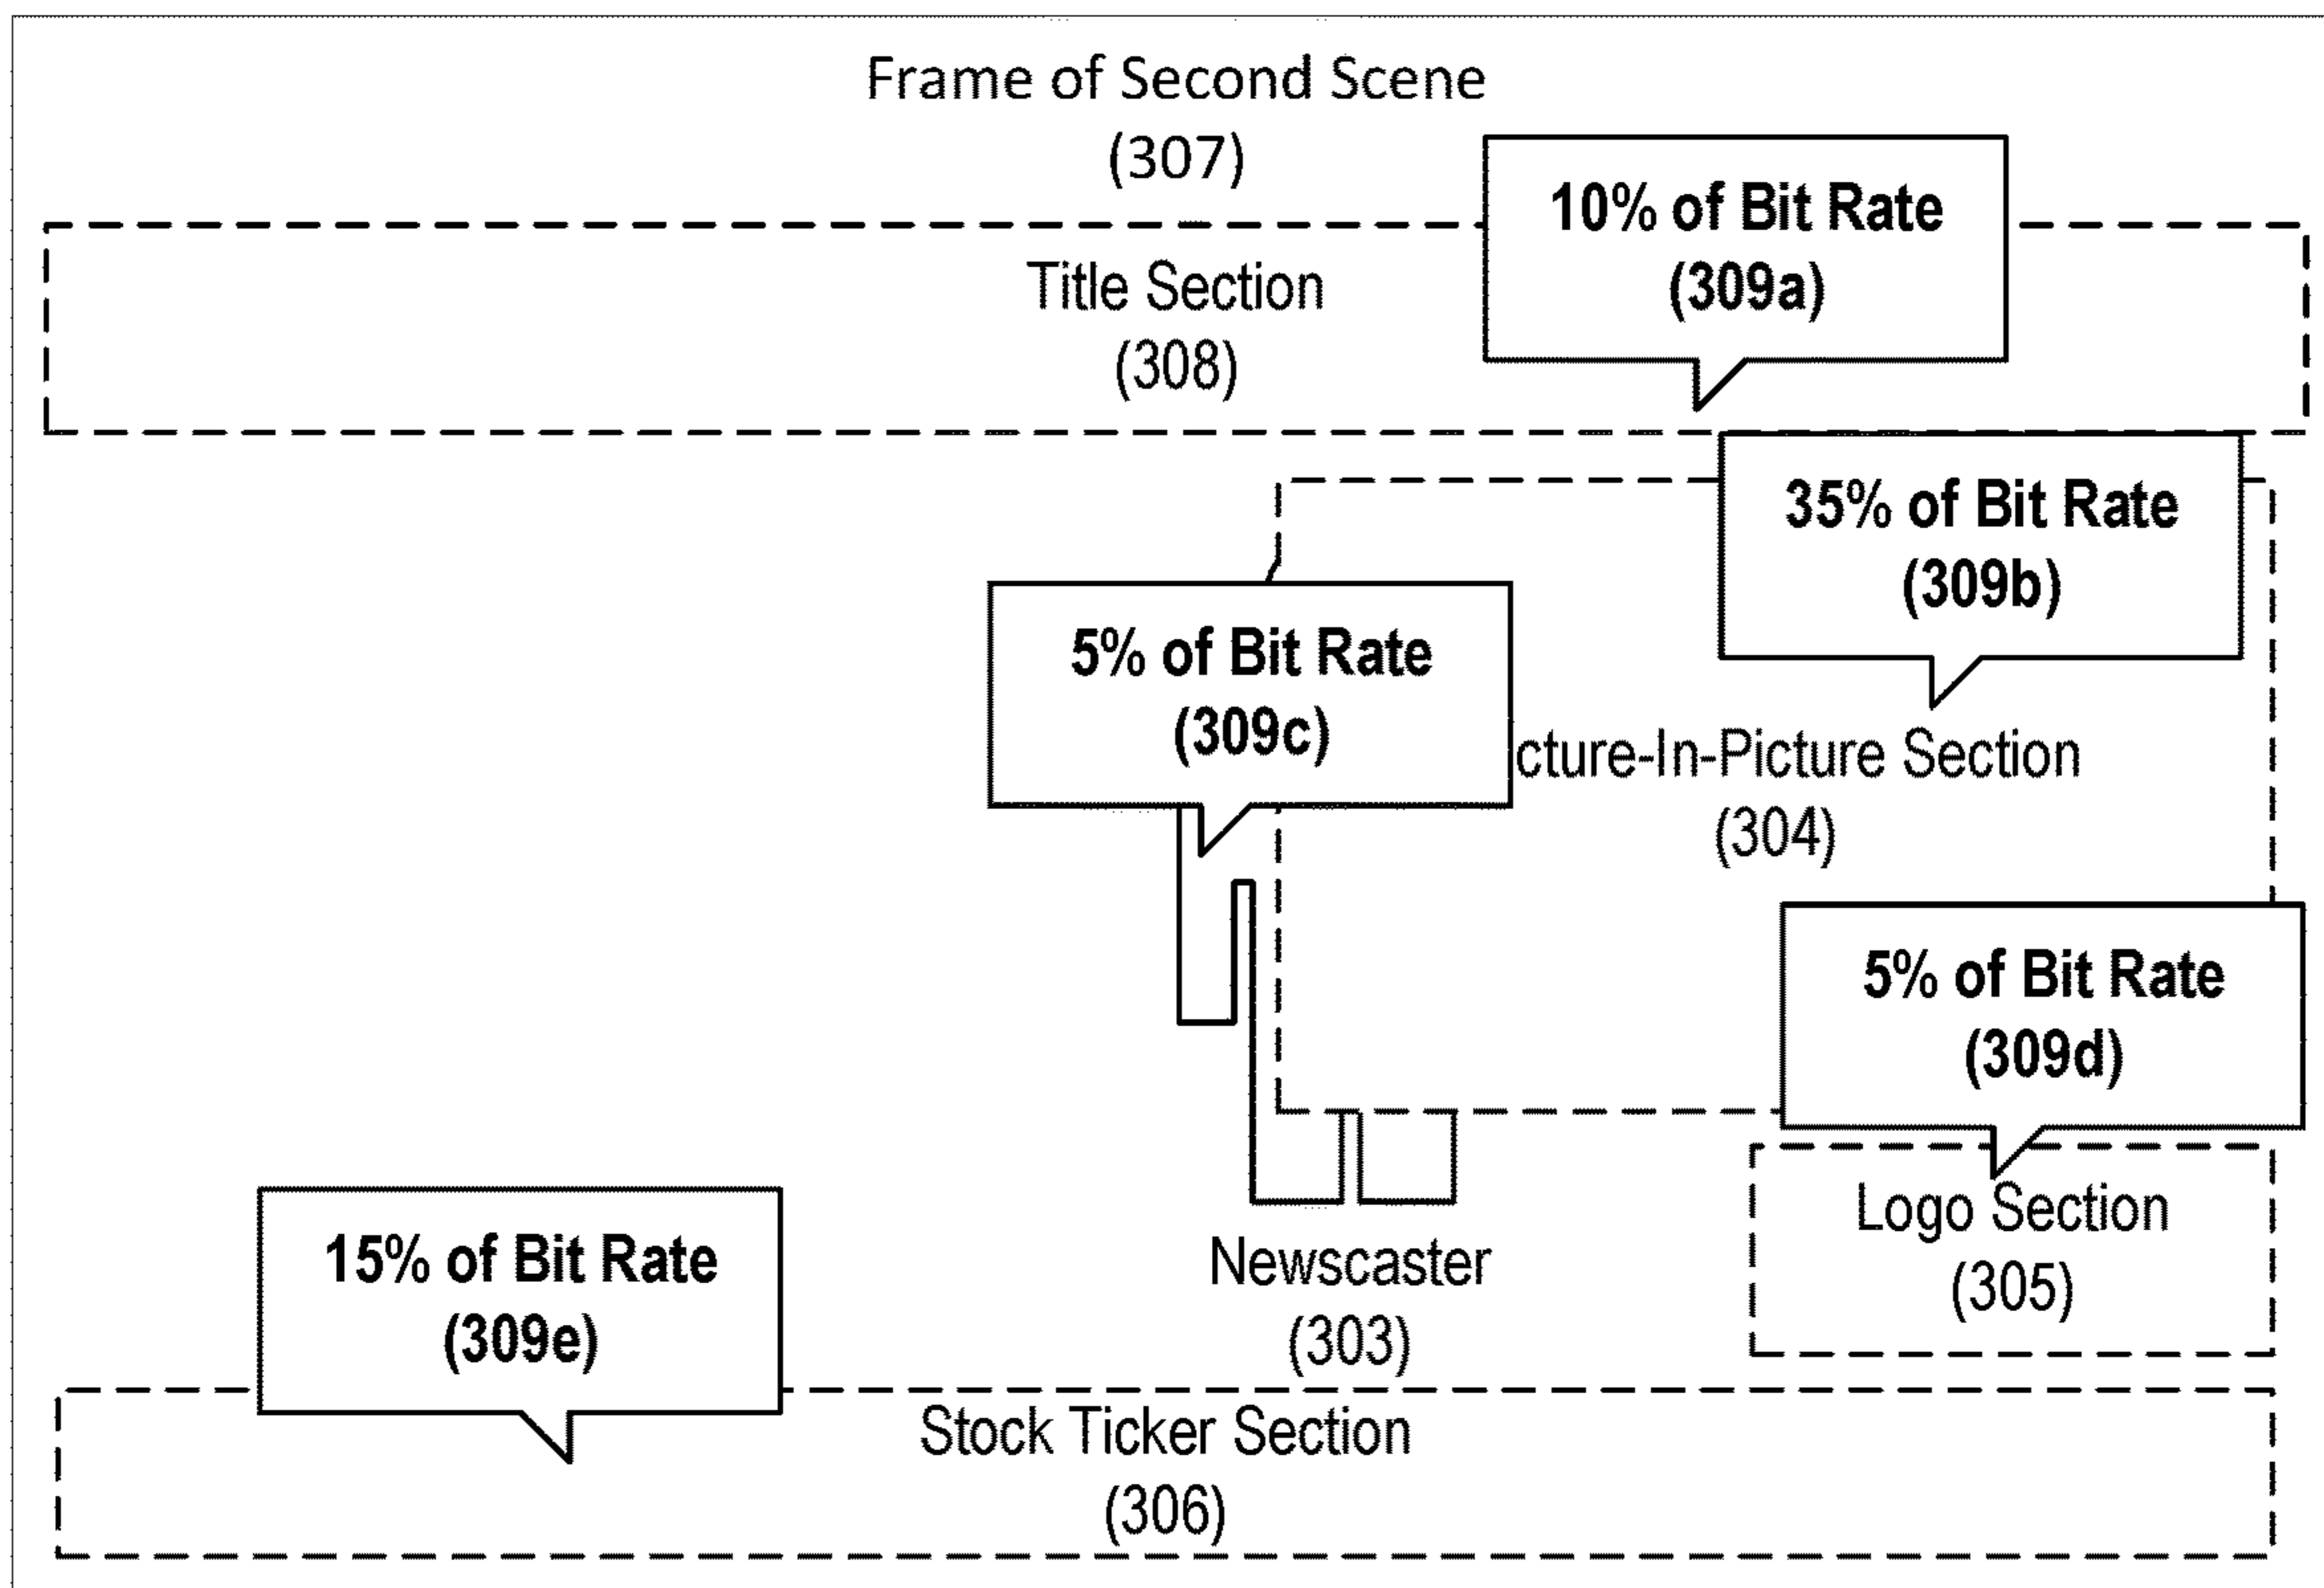 Frame of Second Scene
(307)
10% of Bit Rate
(309a)
Title Section
(308)
35% of Bit Rate
(309b)
5% of Bit Rate
(309c)
cture-In-Picture Section
(304)
5% of Bit Rate
(309d)
Logo Section
(305)
15% of Bit Rate
(309e)
Newscaster
(303)
Stock Ticker Section
(306)